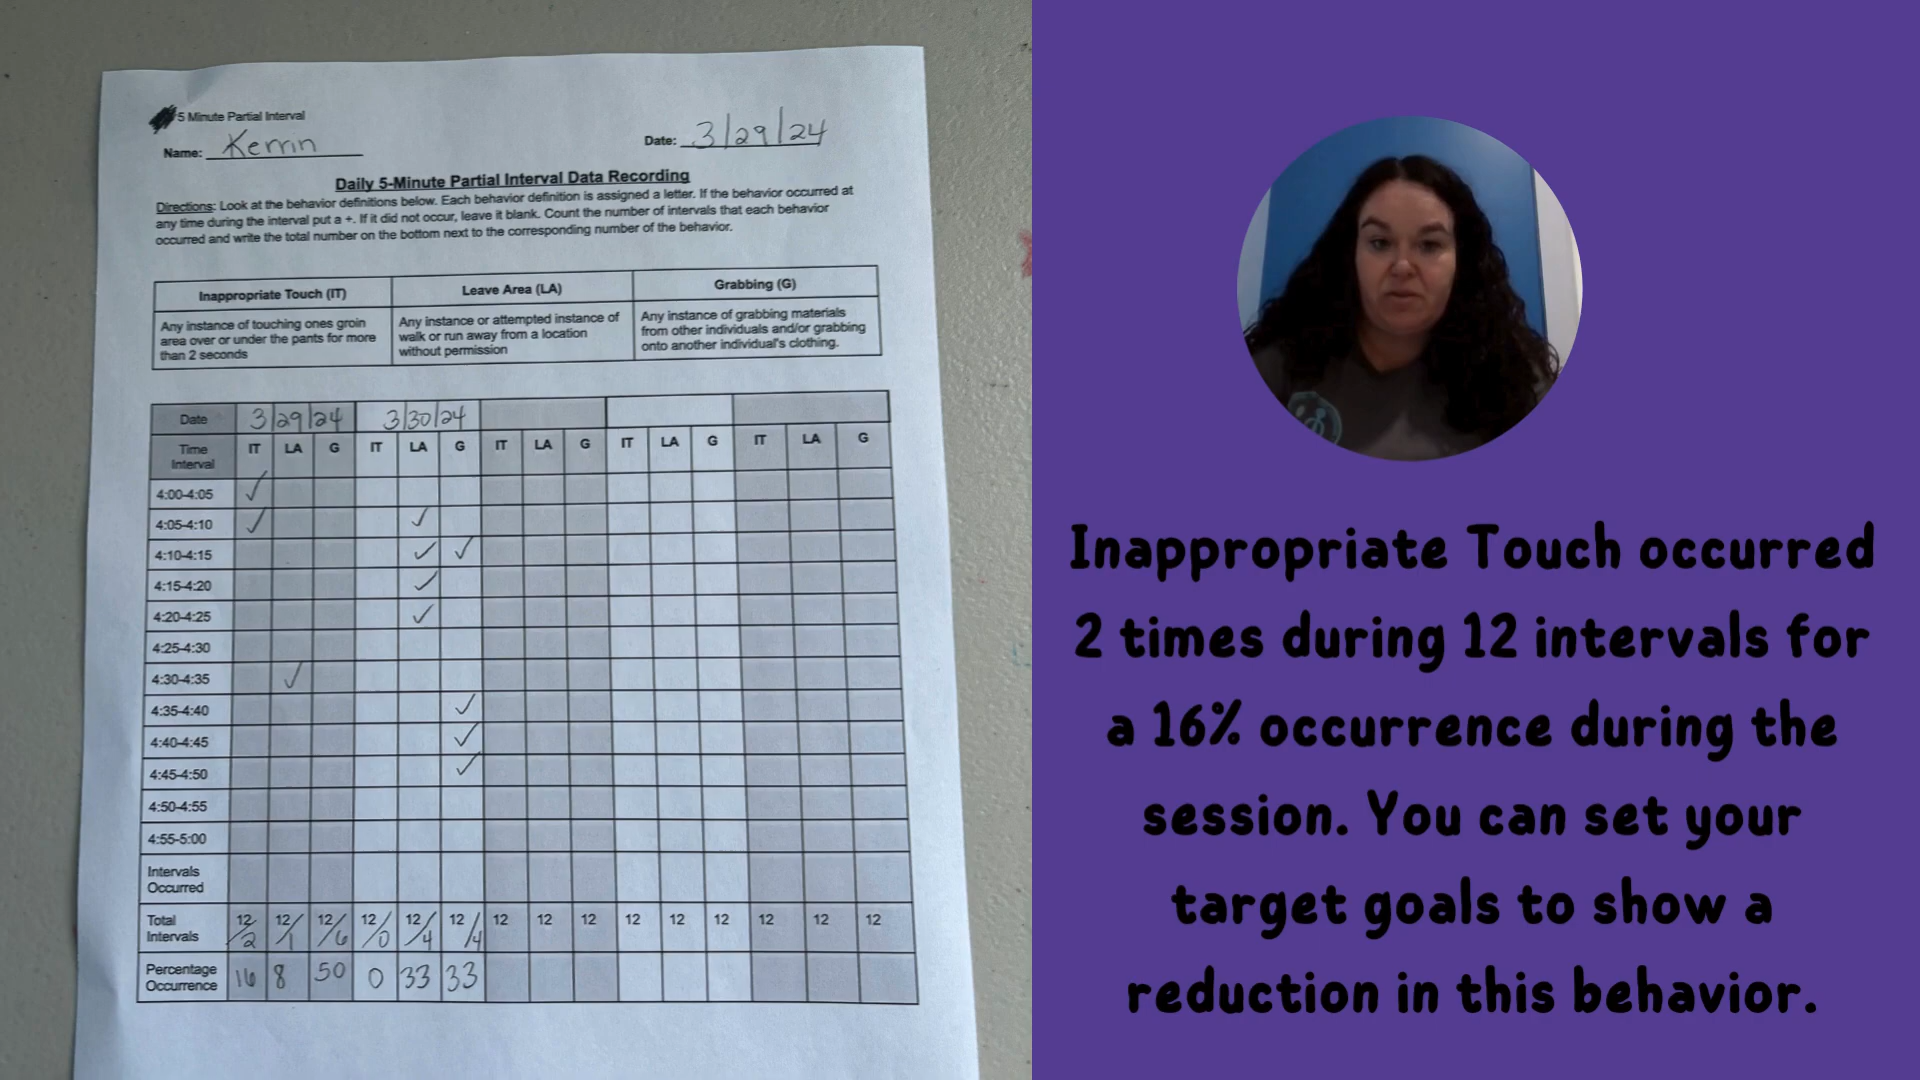 5 Minute Partial Interval
Name: Kerrin
Date: 3/29/24
Daily 5-Minute Partial Interval Data Recording
Directions: Look at the behavior definitions below. Each behavior definition is assigned a letter. If the behavior occurred at
any time during the interval put a +. If it did not occur, leave it blank. Count the number of intervals that each behavior
occurred and write the total number on the bottom next to the corresponding number of the behavior.
Inappropriate Touch (IT) Leave Area (LA) Grabbing (G)
Any instance of touching ones groin
area over or under the pants for more
than 2 seconds
Any instance or attempted instance of
walk or run away from a location
without permission
Any instance of grabbing materials
from other individuals and/or grabbing
onto another individual's clothing.
Date 3/29/24 3/30/24
Time
Interval
IT LA G IT LA G IT LA G IT LA G IT LA G
4:00-4:05 ✓
4:05-4:10 ✓ ✓
4:10-4:15 ✓ ✓
4:15-4:20 ✓
4:20-4:25 ✓
4:25-4:30
4:30-4:35 ✓
4:35-4:40 ✓
4:40-4:45 ✓
4:45-4:50 ✓
4:50-4:55
4:55-5:00
Intervals
Occurred
Total
Intervals
12/2 12/1 12/6 12/0 12/4 12/4 12 12 12 12 12 12 12 12 12
Percentage
Occurrence
16 8 50 0 33 33
Inappropriate Touch occurred
2 times during 12 intervals for
a 16% occurrence during the
session. You can set your
target goals to show a
reduction in this behavior.